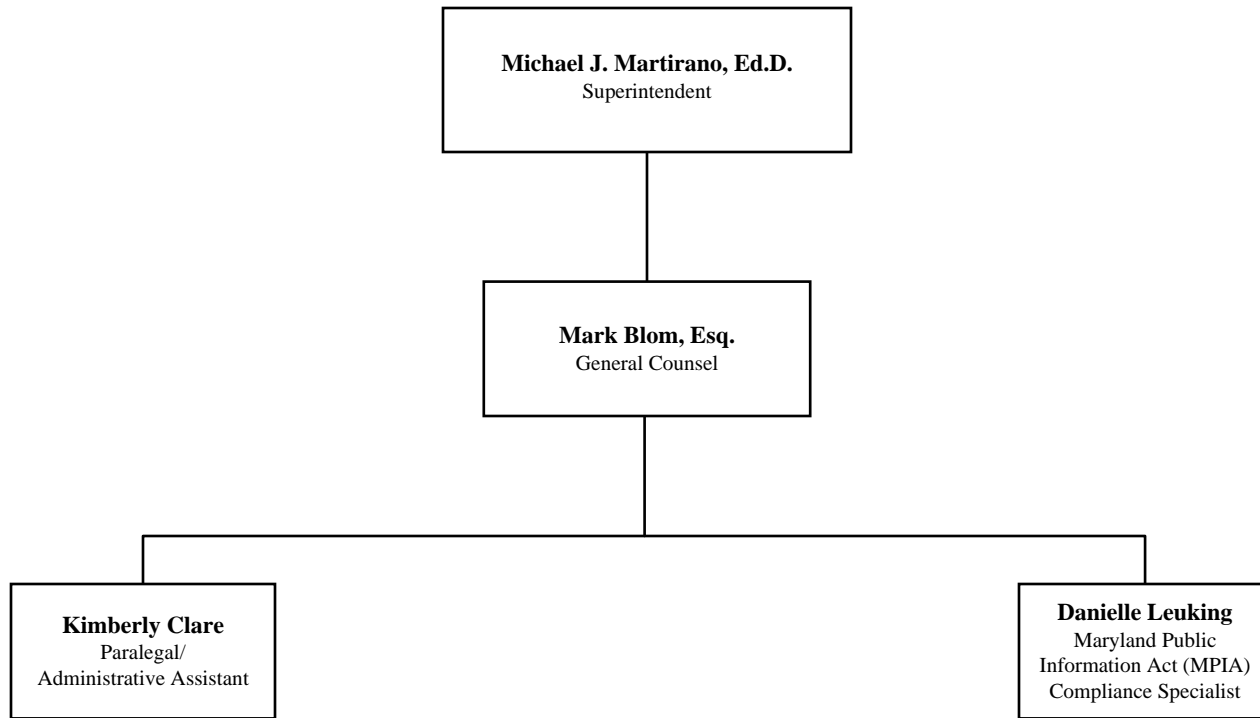 Michael J. Martirano, Ed.D.
Superintendent
Mark Blom, Esq.
General Counsel
Kimberly Clare
Paralegal/
Administrative Assistant
Danielle Leuking
Maryland Public
Information Act (MPIA)
Compliance Specialist